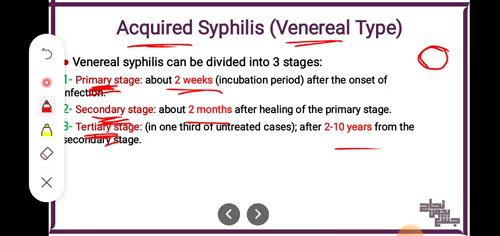 Acquired Syphilis (Venereal Type)
• Venereal syphilis can be divided into 3 stages:
1- Primary stage: about 2 weeks (incubation period) after the onset of
infection.
2- Secondary stage: about 2 months after healing of the primary stage.
3- Tertiary stage: (in one third of untreated cases); after 2-10 years from the
secondary stage.